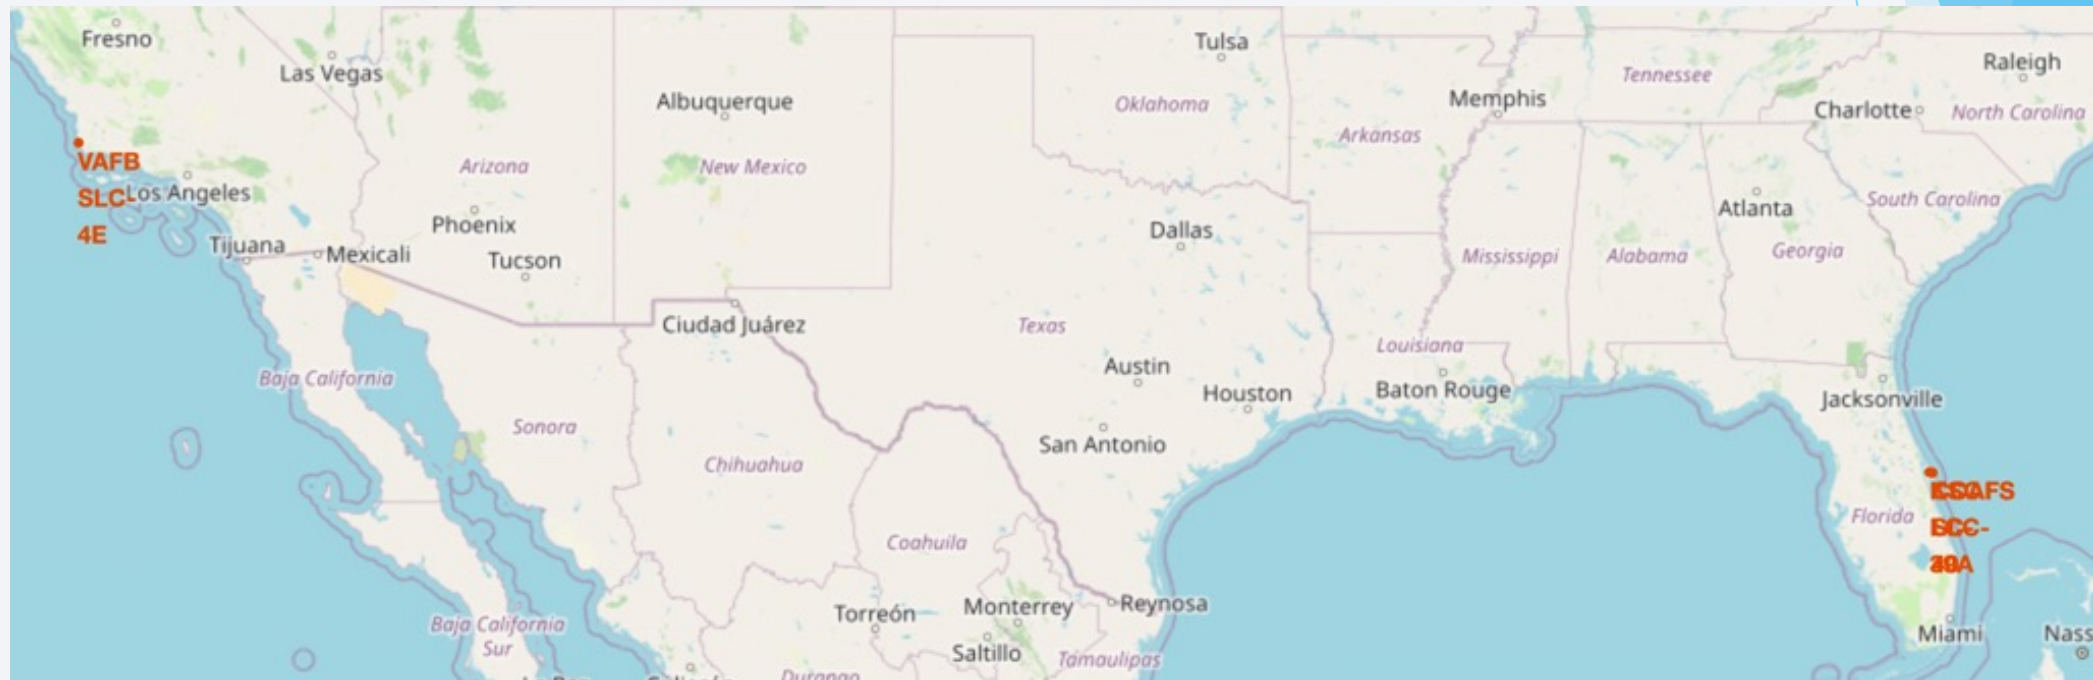 Fresno
Las Vegas
Albuquerque
Tulsa
Oklahoma
Memphis
Arkansas
Tennessee
Raleigh
Charlotte
North Carolina
VAFB
SLC-
4E
Los Angeles
Arizona
New Mexico
Phoenix
Tijuana
Mexicali
Tucson
Dallas
Atlanta
South Carolina
Mississippi
Alabama
Georgia
Ciudad Juárez
Texas
Louisiana
Baja California
Austin
Houston
Baton Rouge
Jacksonville
Sonora
Chihuahua
San Antonio
Florida
Coahuila
Torreón
Monterrey
Reynosa
Baja California
Sur
Saltillo
Tamaulipas
Miami
Nass
Durango